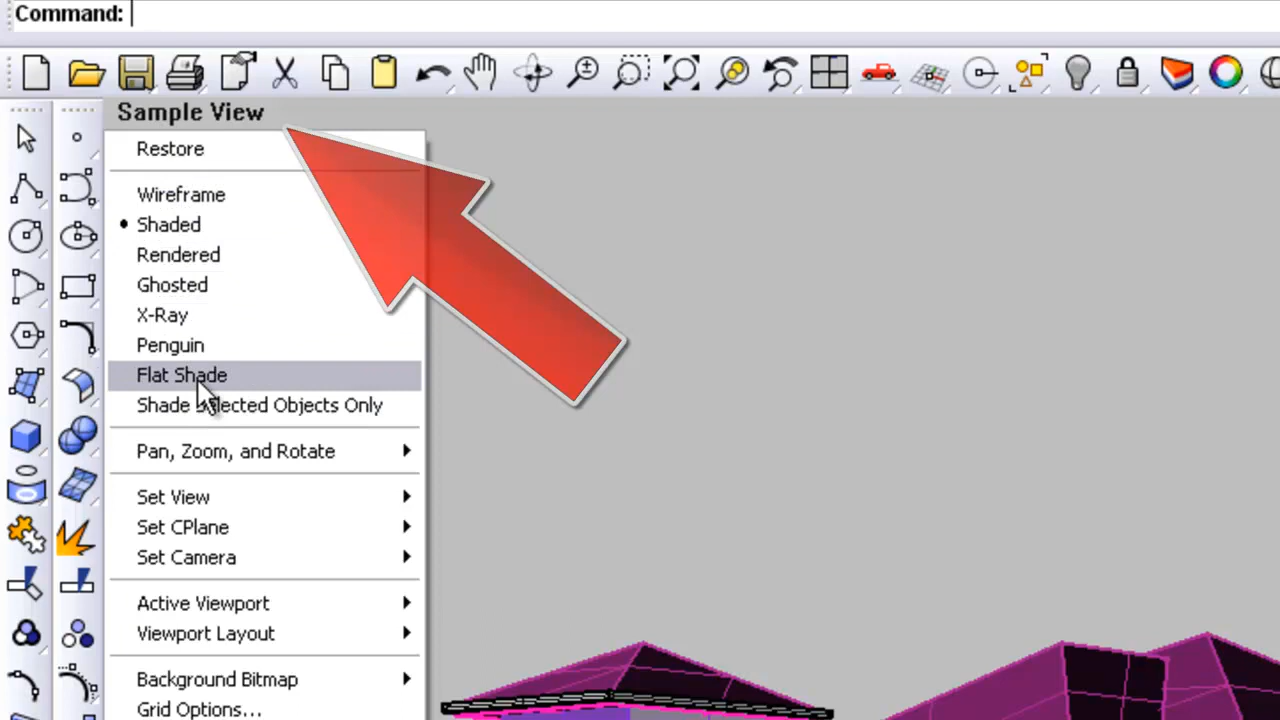 Command:
Sample View
Restore
Wireframe
Shaded
Rendered
Ghosted
X-Ray
Penguin
Flat Shade
Shade Selected Objects Only
Pan, Zoom, and Rotate
Set View
Set CPlane
Set Camera
Active Viewport
Viewport Layout
Background Bitmap
Grid Options...